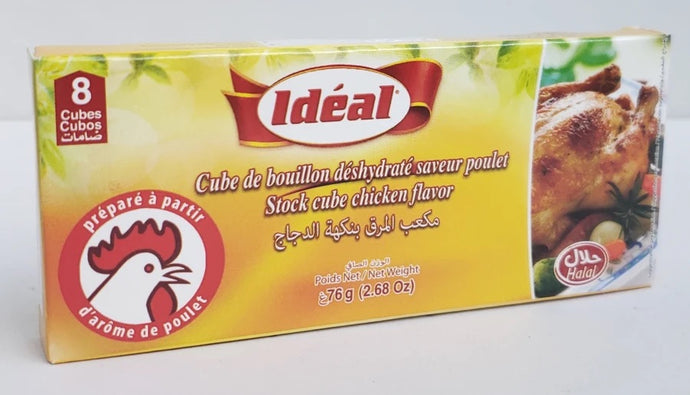 8
Cubes
Cubos
ضامات
Idéal
Cube de bouillon déshydraté saveur poulet
Stock cube chicken flavor
مكعب المرق بنكهة الدجاج
préparé à partir
d'arôme de poulet
الوزن الصافي
Poids Net / Net Weight
غ76 g (2.68 Oz)
حلال
Halal